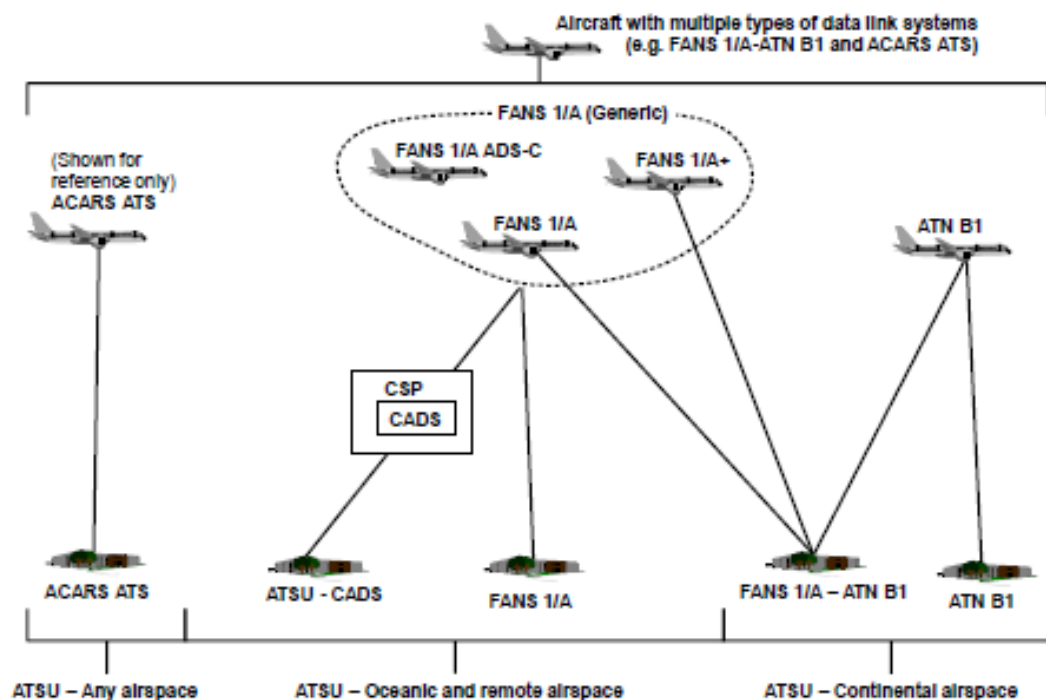 Aircraft with multiple types of data link systems
(e.g. FANS 1/A-ATN B1 and ACARS ATS)
FANS 1/A (Generic)
FANS 1/A ADS-C
FANS 1/A+
(Shown for
reference only)
ACARS ATS
FANS 1/A
ATN B1
CSP
CADS
ACARS ATS
ATSU - CADS
FANS 1/A
FANS 1/A – ATN B1
ATN B1
ATSU – Any airspace
ATSU – Oceanic and remote airspace
ATSU – Continental airspace